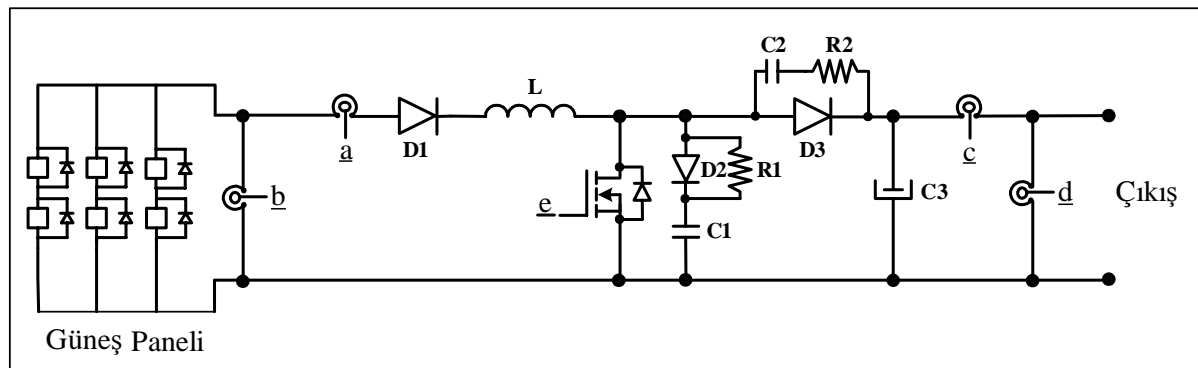 C2
R2
L
a
D1
D3
c
b
D2
R1
e
C1
C3
d
Çıkış
Güneş Paneli